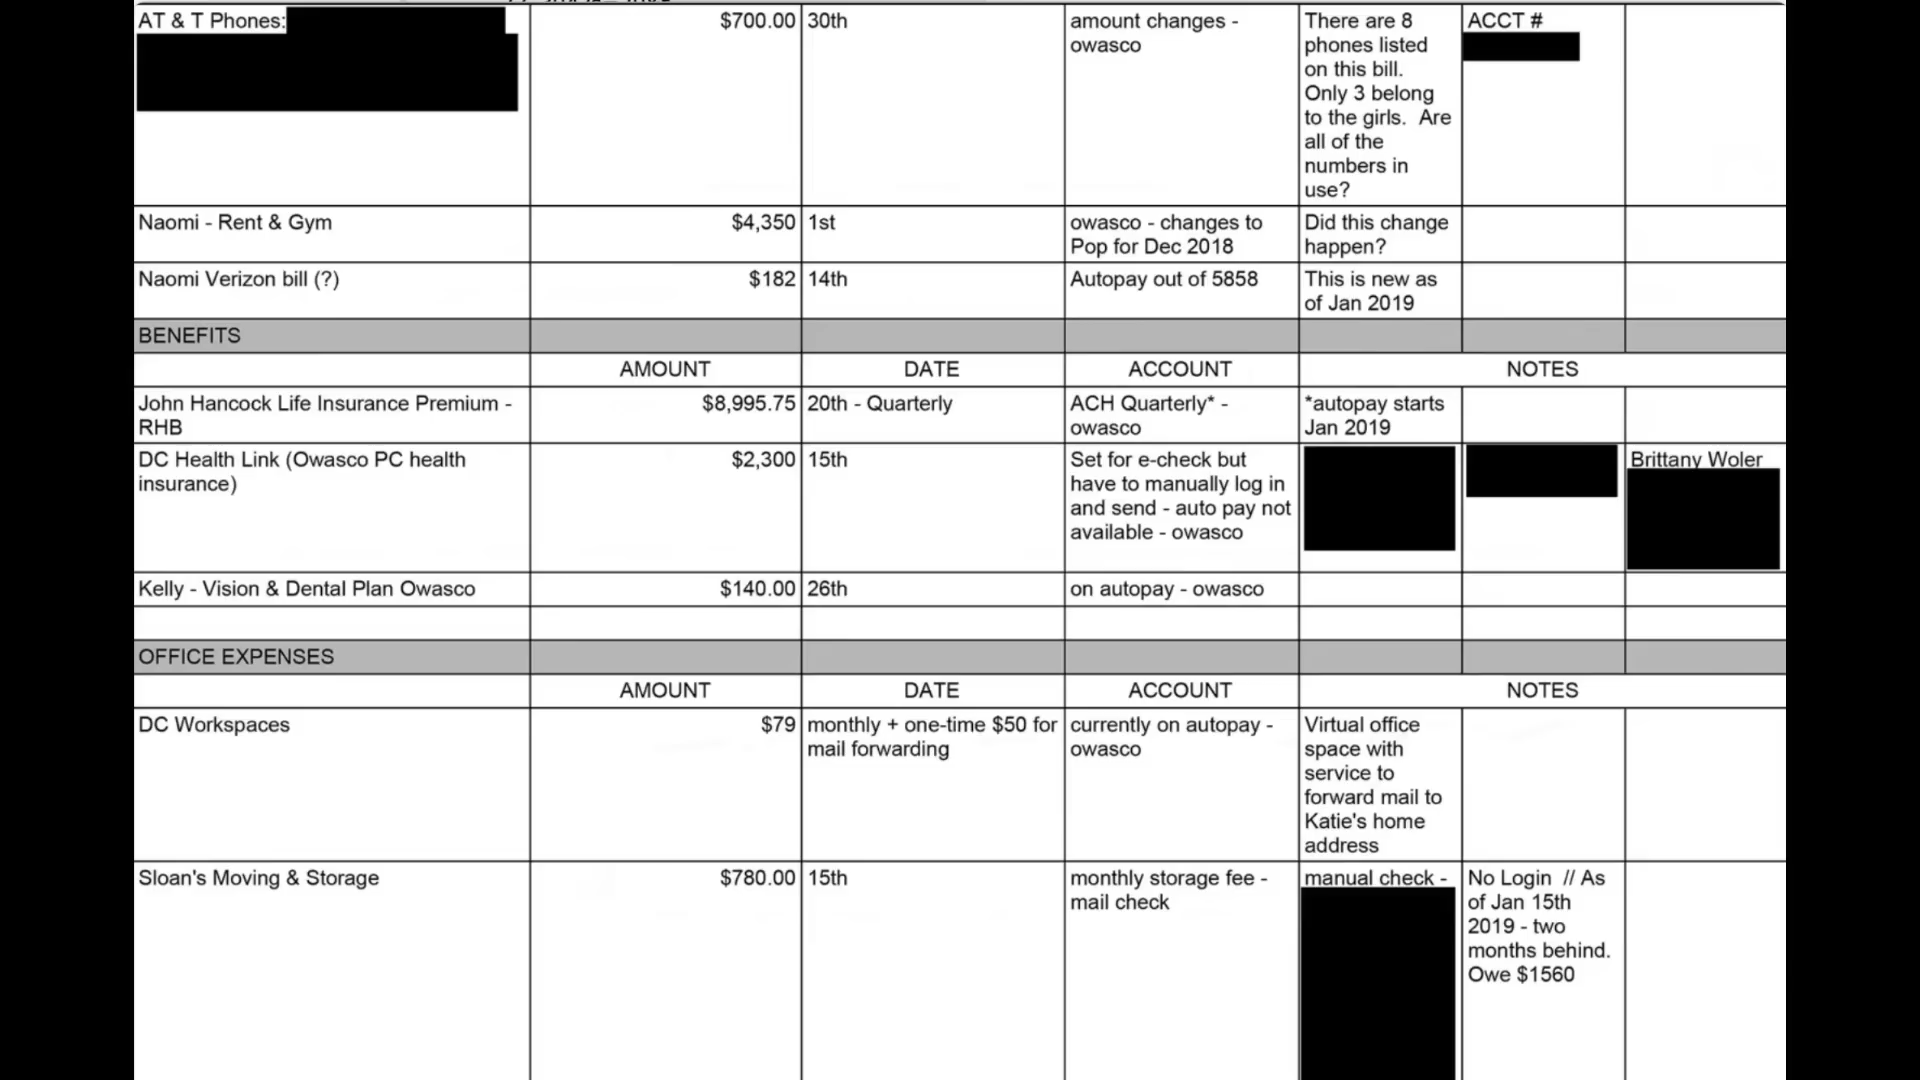 AT & T Phones:
$700.00
30th
amount changes -
owasco
There are 8
phones listed
on this bill.
Only 3 belong
to the girls.  Are
all of the
numbers in
use?
ACCT #
Naomi - Rent & Gym
$4,350
1st
owasco - changes to
Pop for Dec 2018
Did this change
happen?
Naomi Verizon bill (?)
$182
14th
Autopay out of 5858
This is new as
of Jan 2019
BENEFITS
AMOUNT
DATE
ACCOUNT
NOTES
John Hancock Life Insurance Premium -
RHB
$8,995.75
20th - Quarterly
ACH Quarterly* -
owasco
*autopay starts
Jan 2019
DC Health Link (Owasco PC health
insurance)
$2,300
15th
Set for e-check but
have to manually log in
and send - auto pay not
available - owasco
Brittany Woler
Kelly - Vision & Dental Plan Owasco
$140.00
26th
on autopay - owasco
OFFICE EXPENSES
AMOUNT
DATE
ACCOUNT
NOTES
DC Workspaces
$79
monthly + one-time $50 for
mail forwarding
currently on autopay -
owasco
Virtual office
space with
service to
forward mail to
Katie's home
address
Sloan's Moving & Storage
$780.00
15th
monthly storage fee -
mail check
manual check -
No Login  // As
of Jan 15th
2019 - two
months behind.
Owe $1560